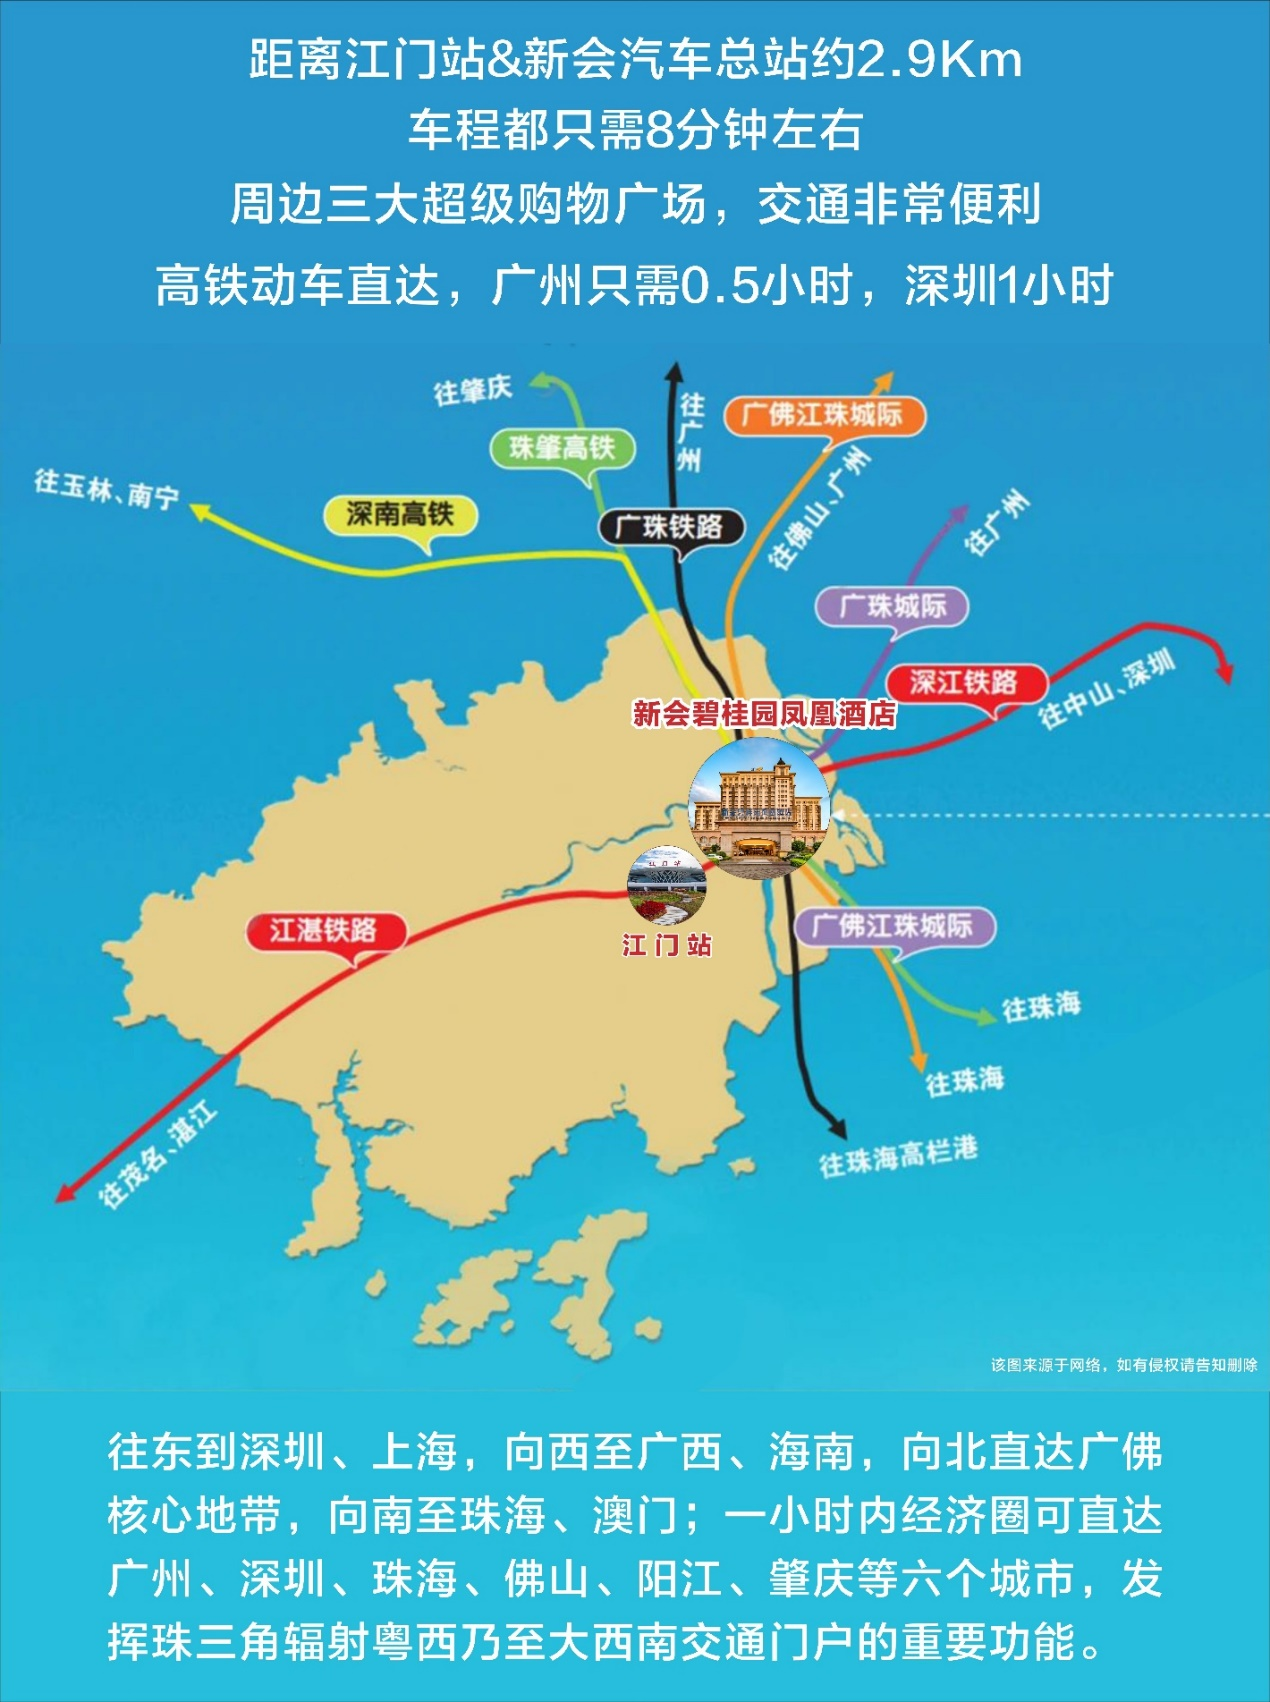 距离江门站&新会汽车总站约2.9Km
车程都只需8分钟左右
周边三大超级购物广场，交通非常便利
高铁动车直达，广州只需0.5小时，深圳1小时
往肇庆
往广州
广佛江珠城际
珠肇高铁
往玉林、南宁
深南高铁
广珠铁路
往佛山、广州
往广州
广珠城际
深江铁路
往中山、深圳
新会碧桂园凤凰酒店
江门站
江湛铁路
广佛江珠城际
往珠海
往珠海
往茂名、湛江
往珠海高栏港
该图来源于网络，如有侵权请告知删除
往东到深圳、上海，向西至广西、海南，向北直达广佛
核心地带，向南至珠海、澳门；一小时内经济圈可直达
广州、深圳、珠海、佛山、阳江、肇庆等六个城市，发
挥珠三角辐射粤西乃至大西南交通门户的重要功能。